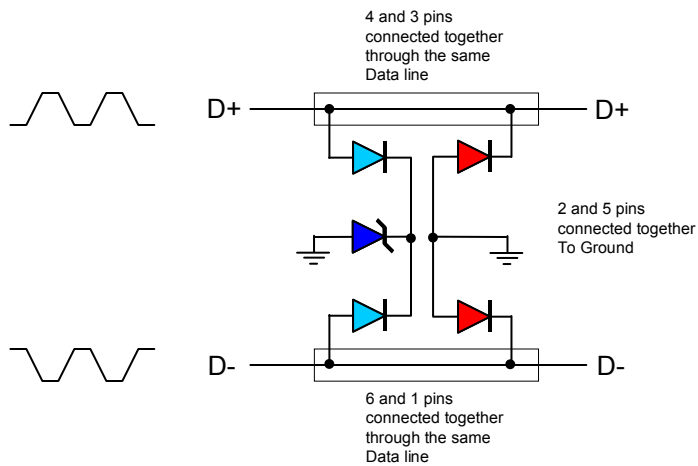 4 and 3 pins
connected together
through the same
Data line
D+
D+
2 and 5 pins
connected together
To Ground
D-
D-
6 and 1 pins
connected together
through the same
Data line